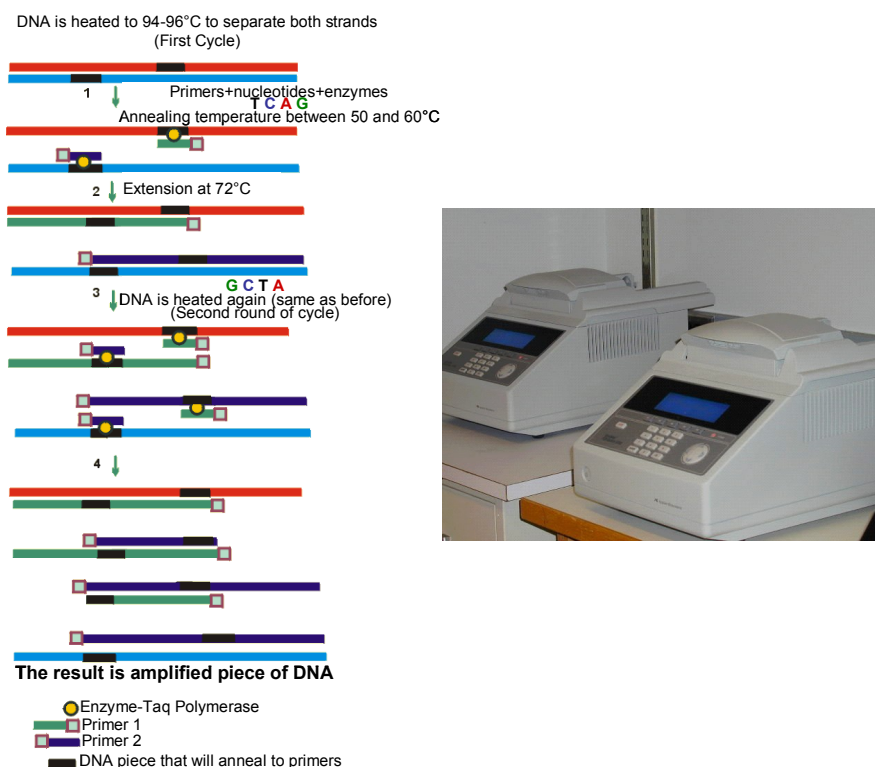 DNA is heated to 94-96°C to separate both strands
(First Cycle)
1
Primers+nucleotides+enzymes
T C A G
Annealing temperature between 50 and 60°C
2 Extension at 72°C
3
G C T A
DNA is heated again (same as before)
(Second round of cycle)
4
The result is amplified piece of DNA
Enzyme-Taq Polymerase
Primer 1
Primer 2
DNA piece that will anneal to primers